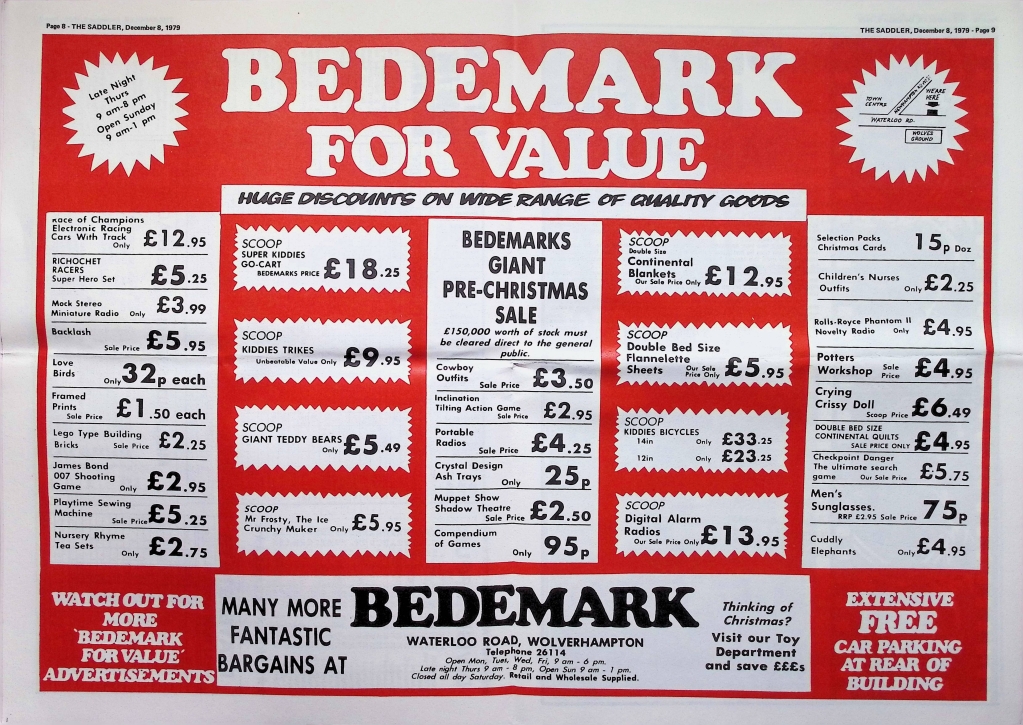 Page 8 - THE SADDLER, December 8, 1979
THE SADDLER, December 8, 1979 - Page 9
Late Night
Thurs
9 am-8 pm
Open Sunday
9 am-1 pm
BEDEMARK
FOR VALUE
TOWN
CENTRE
WE ARE
HERE
WATERLOO RD.
WOLVES
GROUND
HUGE DISCOUNTS ON WIDE RANGE OF QUALITY GOODS
Race of Champions
Electronic Racing
Cars With Track
Only £12.95
RICHOCHET
RACERS
Super Hero Set £5.25
Mock Stereo
Miniature Radio Only £3.99
Backlash
Sale Price £5.95
Love
Birds
Only 32p each
Framed
Prints
Sale Price £1.50 each
Lego Type Building
Bricks Sale Price £2.25
James Bond
007 Shooting
Game Only £2.95
Playtime Sewing
Machine
Sale Price £5.25
Nursery Rhyme
Tea Sets Only £2.75
SCOOP
SUPER KIDDIES
GO-CART
BEDEMARKS PRICE £18.25
SCOOP
KIDDIES TRIKES
Unbeatable Value Only £9.95
SCOOP
GIANT TEDDY BEARS
Only £5.49
SCOOP
Mr Frosty, The Ice
Crunchy Maker Only £5.95
BEDEMARKS
GIANT
PRE-CHRISTMAS
SALE
£150,000 worth of stock must
be cleared direct to the general
public.
Cowboy
Outfits Sale Price £3.50
Inclination
Tilting Action Game
Sale Price £2.95
Portable
Radios Sale Price £4.25
Crystal Design
Ash Trays Only 25p
Muppet Show
Shadow Theatre
Sale Price £2.50
Compendium
of Games Only 95p
SCOOP
Double Size
Continental
Blankets
Our Sale Price Only £12.95
SCOOP
Double Bed Size
Flannelette
Sheets Our Sale Price Only £5.95
SCOOP
KIDDIES BICYCLES
14in Only £33.25
12in Only £23.25
SCOOP
Digital Alarm
Radios
Our Sale Price Only £13.95
Selection Packs
Christmas Cards 15p Doz
Children's Nurses
Outfits Only £2.25
Rolls-Royce Phantom II
Novelty Radio Only £4.95
Potters
Workshop Sale Price £4.95
Crying
Crissy Doll
Scoop Price £6.49
DOUBLE BED SIZE
CONTINENTAL QUILTS
SALE PRICE ONLY £4.95
Checkpoint Danger
The ultimate search
game Our Sale Price £5.75
Men's
Sunglasses.
RRP £2.95 Sale Price 75p
Cuddly
Elephants Only £4.95
WATCH OUT FOR
MORE
'BEDEMARK
FOR VALUE'
ADVERTISEMENTS
MANY MORE
FANTASTIC
BARGAINS AT
BEDEMARK
WATERLOO ROAD, WOLVERHAMPTON
Telephone 26114
Open Mon, Tues, Wed, Fri, 9 am - 6 pm.
Late night Thurs 9 am - 8 pm, Open Sun 9 am - 1 pm.
Closed all day Saturday. Retail and Wholesale Supplied.
Thinking of
Christmas?
Visit our Toy
Department
and save £££s
EXTENSIVE
FREE
CAR PARKING
AT REAR OF
BUILDING